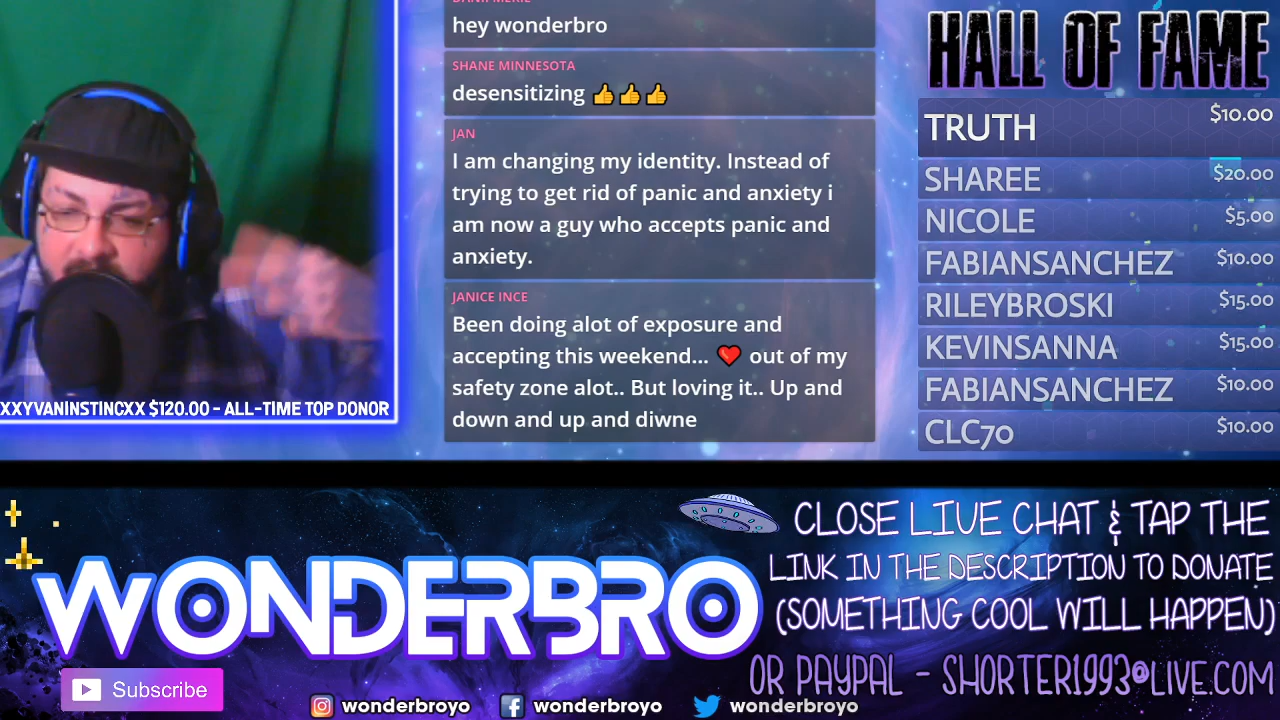 hey wonderbro
SHANE MINNESOTA
desensitizing 👍👍👍
JAN
I am changing my identity. Instead of
trying to get rid of panic and anxiety i
am now a guy who accepts panic and
anxiety.
JANICE INCE
Been doing alot of exposure and
accepting this weekend... ❤️ out of my
safety zone alot.. But loving it.. Up and
down and up and diwne
XXYVANINSTINCXX $120.00 - ALL-TIME TOP DONOR
HALL OF FAME
TRUTH $10.00
SHAREE $20.00
NICOLE $5.00
FABIANSANCHEZ $10.00
RILEYBROSKI $15.00
KEVINSANNA $15.00
FABIANSANCHEZ $10.00
CLC70 $10.00
WONDERBRO
Subscribe
wonderbroyo wonderbroyo wonderbroyo
CLOSE LIVE CHAT & TAP THE
LINK IN THE DESCRIPTION TO DONATE
(SOMETHING COOL WILL HAPPEN)
OR PAYPAL - SHORTER1993@LIVE.COM